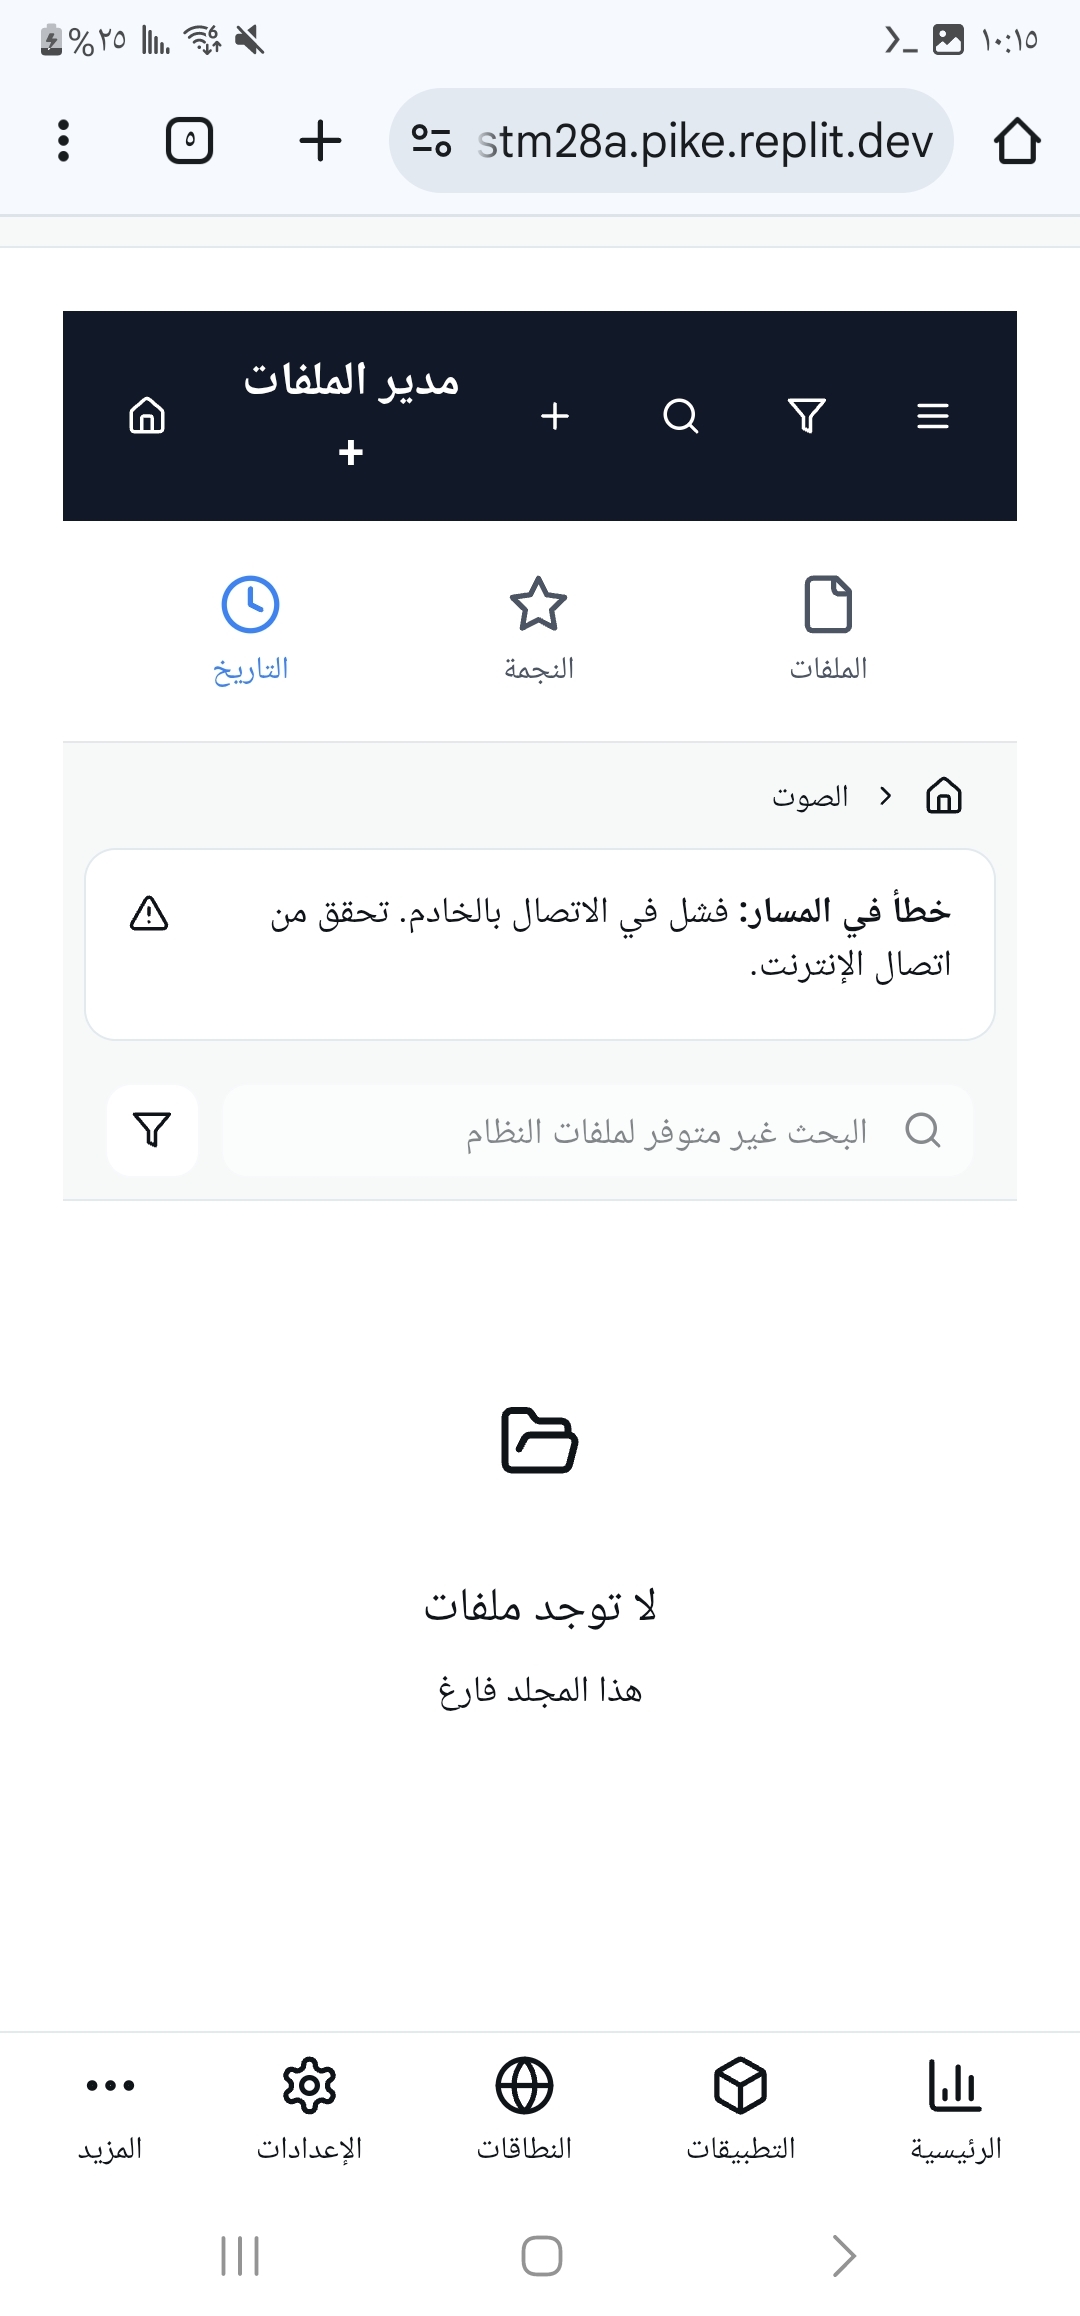 ١٠:١٥
%٢٥
stm28a.pike.replit.dev
٥
مدير الملفات
+
الملفات
النجمة
التاريخ
الصوت
خطأ في المسار: فشل في الاتصال بالخادم. تحقق من
اتصال الإنترنت.
البحث غير متوفر لملفات النظام
لا توجد ملفات
هذا المجلد فارغ
الرئيسية
التطبيقات
النطاقات
الإعدادات
المزيد